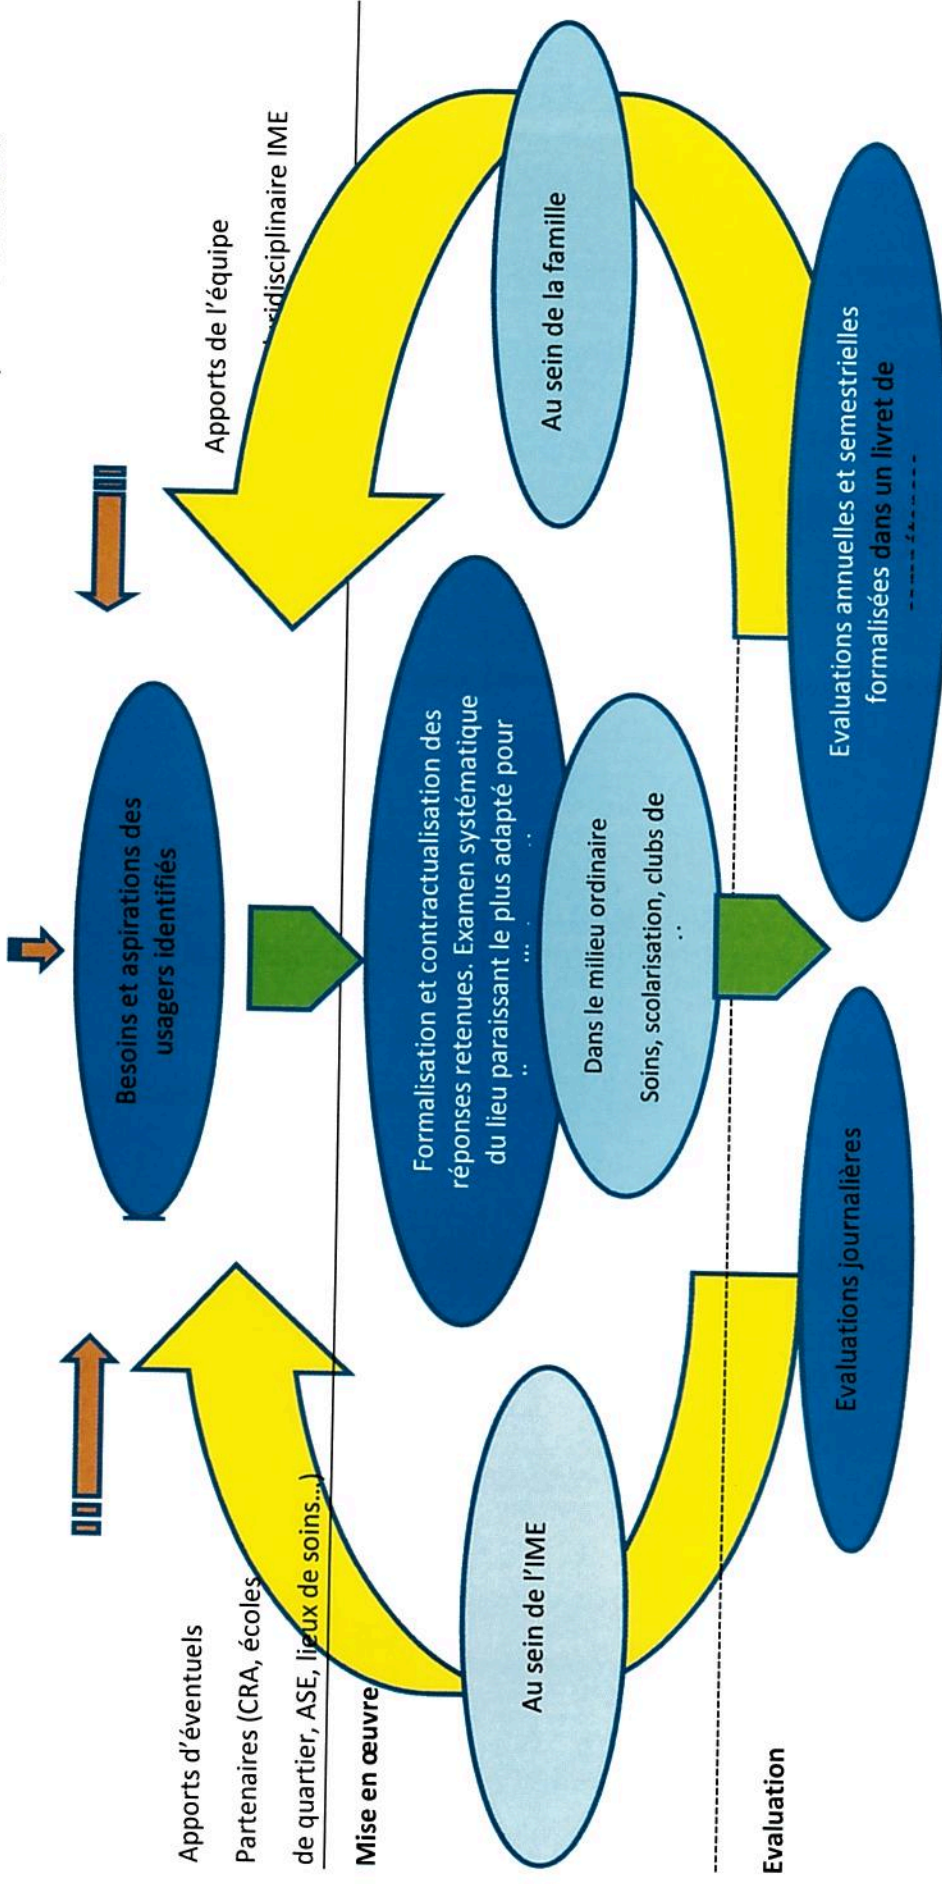 Besoins et aspirations des
usagers identifiés
Apports d'éventuels
Partenaires (CRA, écoles
de quartier, ASE, lieux de soins...)
Apports de l'équipe
IME
Mise en œuvre
Formalisation et contractualisation des
réponses retenues. Examen systématique
du lieu paraissant le plus adapté pour
Au sein de l'IME
Dans le milieu ordinaire
Soins, scolarisation, clubs de
Au sein de la famille
Evaluation
Evaluations journalières
Evaluations annuelles et semestrielles
formalisées dans un livret de